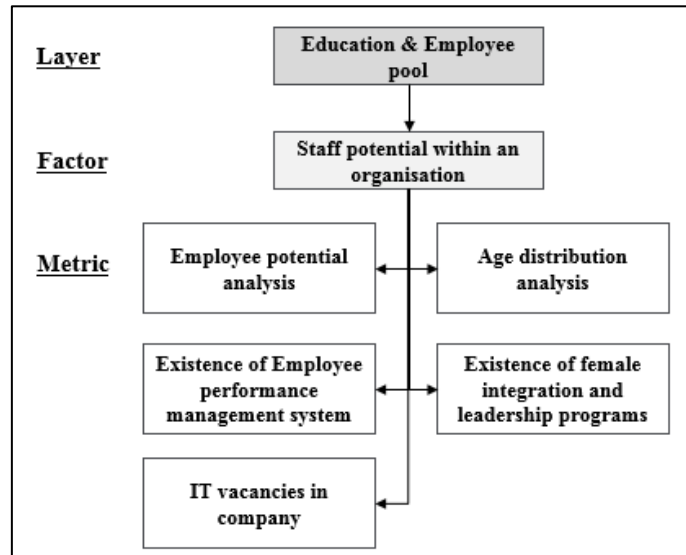 Layer
Education & Employee
pool
Factor
Staff potential within an
organisation
Metric
Employee potential
analysis
Age distribution
analysis
Existence of Employee
performance
management system
Existence of female
integration and
leadership programs
IT vacancies in
company